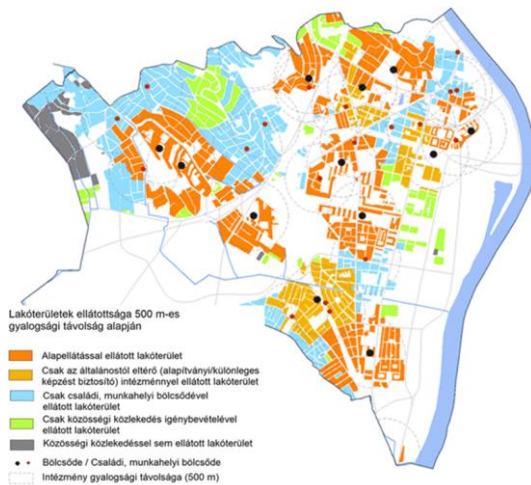 Lakóterületek ellátottsága 500 m-es
gyalogsági távolság alapján
Alapellátással ellátott lakóterület
Csak az általánostól eltérő (alapítványi/különleges
képzést biztosító) intézménnyel ellátott lakóterület
Csak családi, munkahelyi bölcsődével
ellátott lakóterület
Csak közösségi közlekedés igénybevételével
ellátott lakóterület
Közösségi közlekedéssel sem ellátott lakóterület
Bölcsőde / Családi, munkahelyi bölcsőde
Intézmény gyalogsági távolsága (500 m)